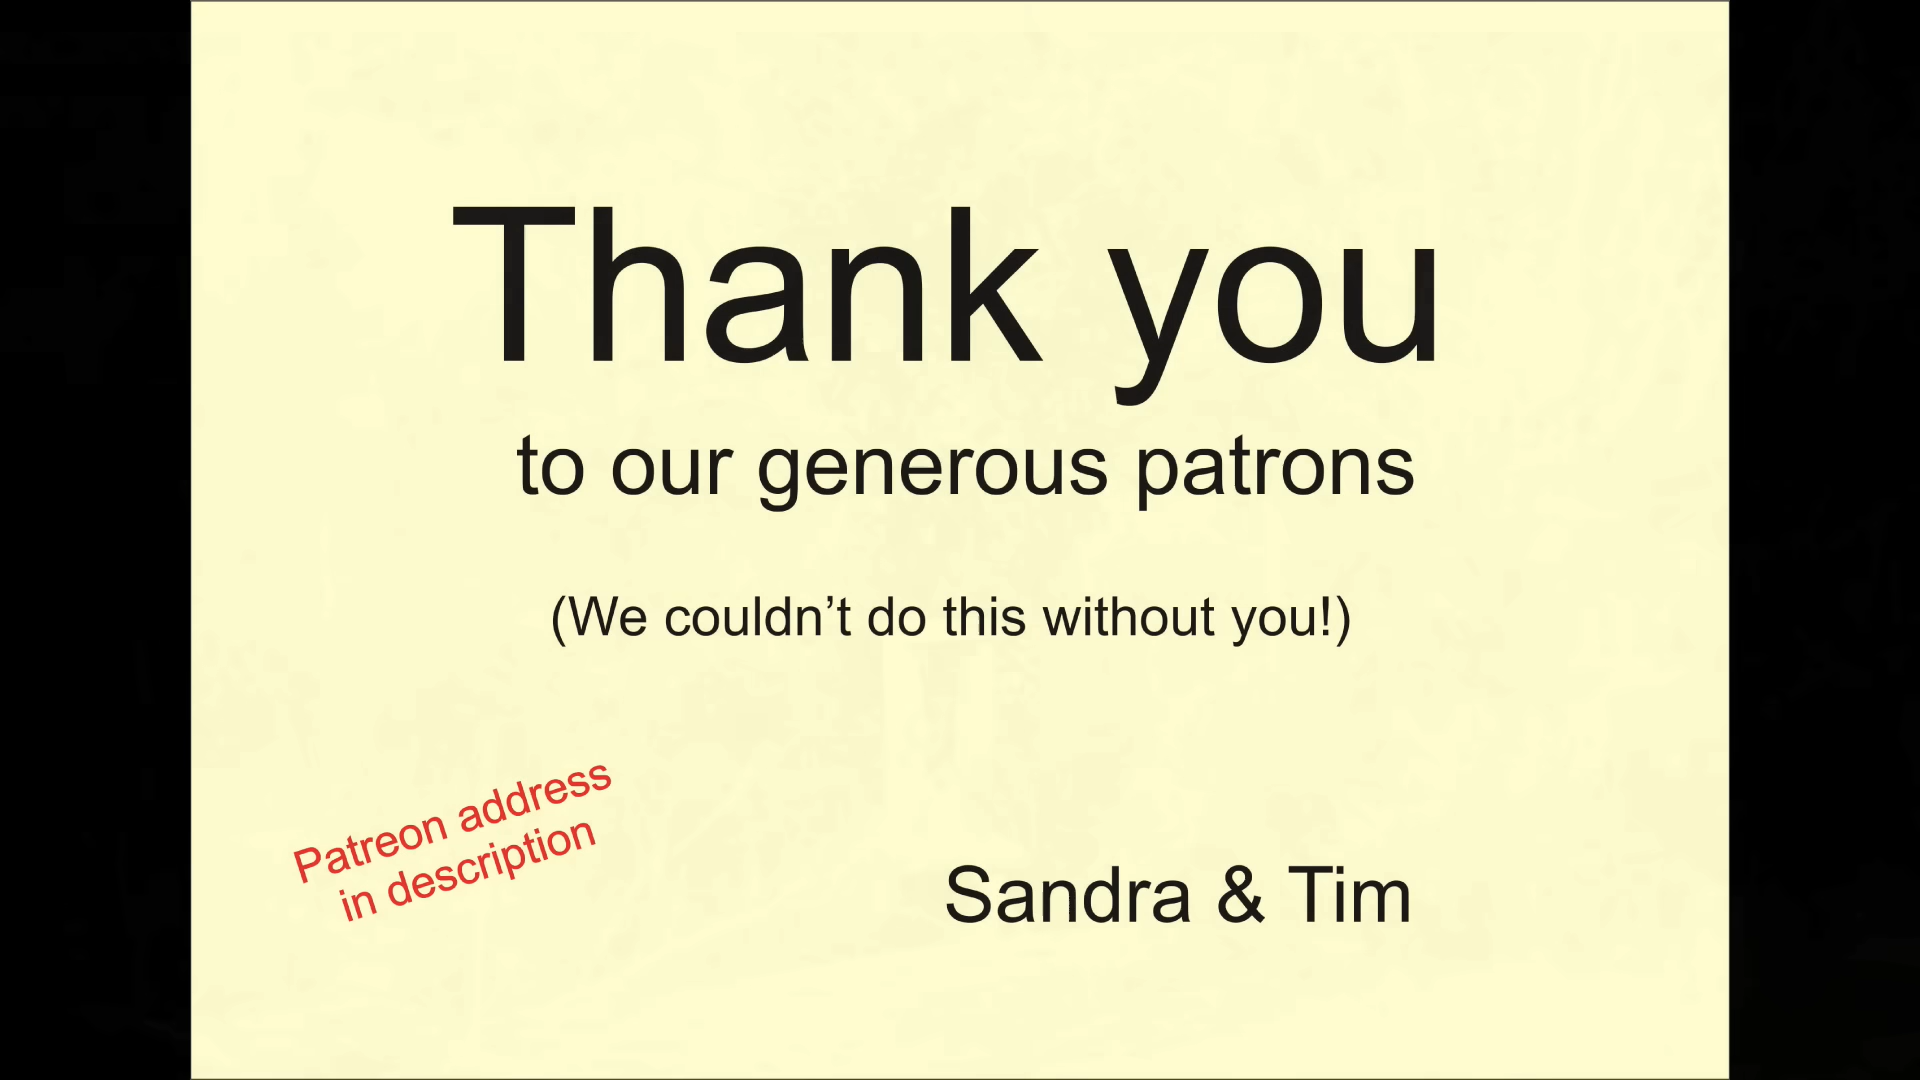 Thank you
to our generous patrons
(We couldn’t do this without you!)
Patreon address
in description
Sandra & Tim